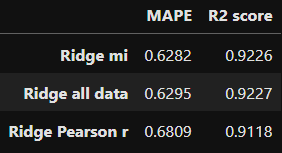 MAPE R2 score
Ridge mi 0.6282 0.9226
Ridge all data 0.6295 0.9227
Ridge Pearson r 0.6809 0.9118